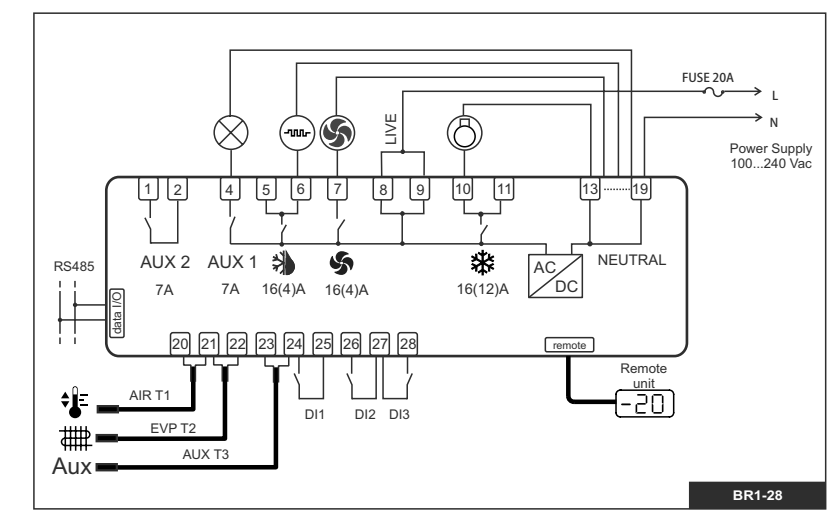 FUSE 20A
L
N
LIVE
Power Supply
100...240 Vac
1 2 4 5 6 7 8 9 10 11 13 19
RS485
AUX 2
AUX 1
AC
DC
NEUTRAL
7A
7A
16(4)A
16(4)A
16(12)A
data I/O
20 21 22 23 24 25 26 27 28
remote
Remote
unit
-20
AIR T1
DI1
DI2
DI3
EVP T2
AUX T3
Aux
BR1-28